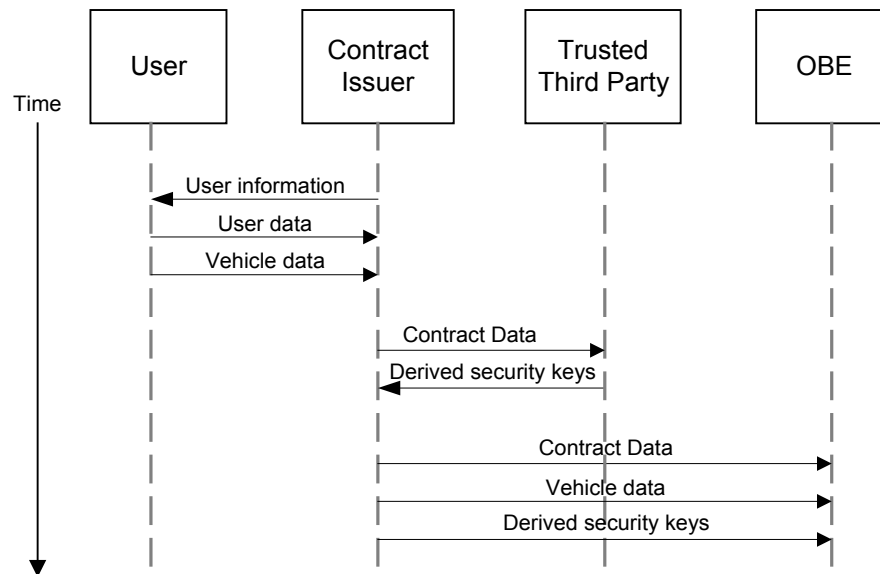 User
Contract
Issuer
Trusted
Third Party
OBE
Time
User information
User data
Vehicle data
Contract Data
Derived security keys
Contract Data
Vehicle data
Derived security keys